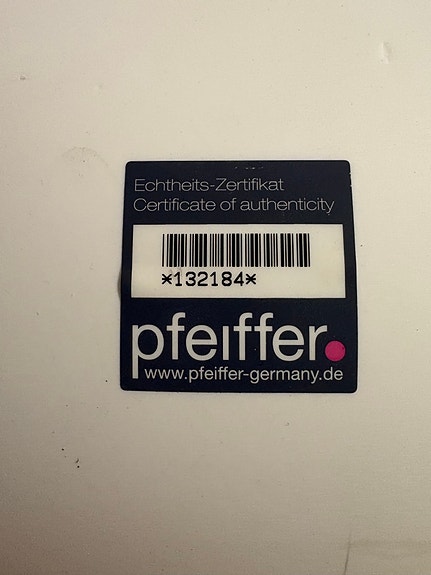 Echtheits-Zertifikat
Certificate of authenticity
*132184*
pfeiffer.
www.pfeiffer-germany.de